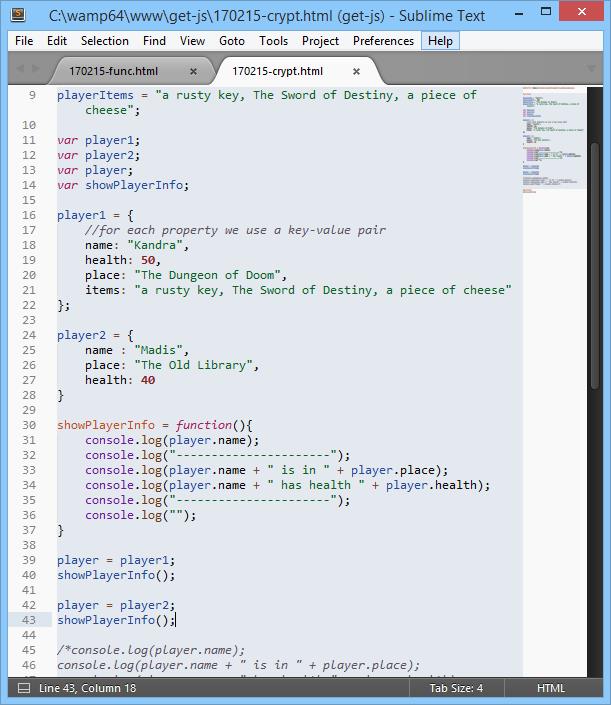 C:\wamp64\www\get-js\170215-crypt.html (get-js) - Sublime Text
File Edit Selection Find View Goto Tools Project Preferences Help
170215-func.html × 170215-crypt.html ×
9 playerItems = "a rusty key, The Sword of Destiny, a piece of
cheese";
10
11 var player1;
12 var player2;
13 var player;
14 var showPlayerInfo;
15
16 player1 = {
17 //for each property we use a key-value pair
18 name: "Kandra",
19 health: 50,
20 place: "The Dungeon of Doom",
21 items: "a rusty key, The Sword of Destiny, a piece of cheese"
22 };
23
24 player2 = {
25 name : "Madis",
26 place: "The Old Library",
27 health: 40
28 }
29
30 showPlayerInfo = function(){
31 console.log(player.name);
32 console.log("----------------------");
33 console.log(player.name + " is in " + player.place);
34 console.log(player.name + " has health " + player.health);
35 console.log("----------------------");
36 console.log("");
37 }
38
39 player = player1;
40 showPlayerInfo();
41
42 player = player2;
43 showPlayerInfo();
44
45 /*console.log(player.name);
46 console.log(player.name + " is in " + player.place);
Line 43, Column 18 Tab Size: 4 HTML